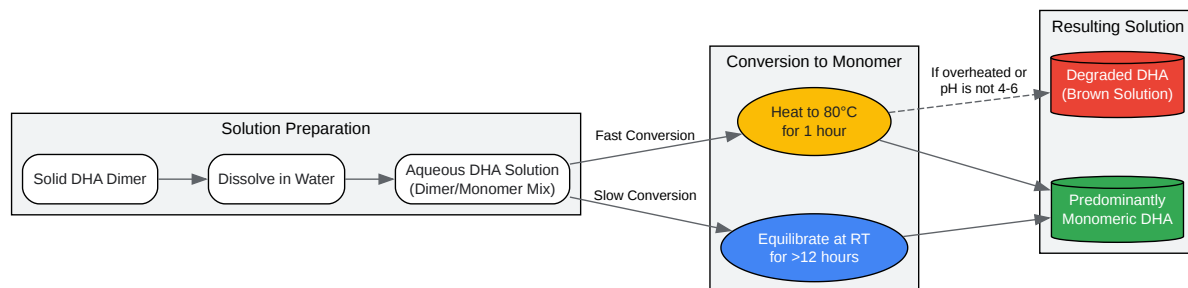 Solution Preparation
Solid DHA Dimer
Dissolve in Water
Aqueous DHA Solution
(Dimer/Monomer Mix)
Fast Conversion
Slow Conversion
Conversion to Monomer
Heat to 80°C
for 1 hour
Equilibrate at RT
for >12 hours
If overheated or
pH is not 4-6
Resulting Solution
Degraded DHA
(Brown Solution)
Predominantly
Monomeric DHA